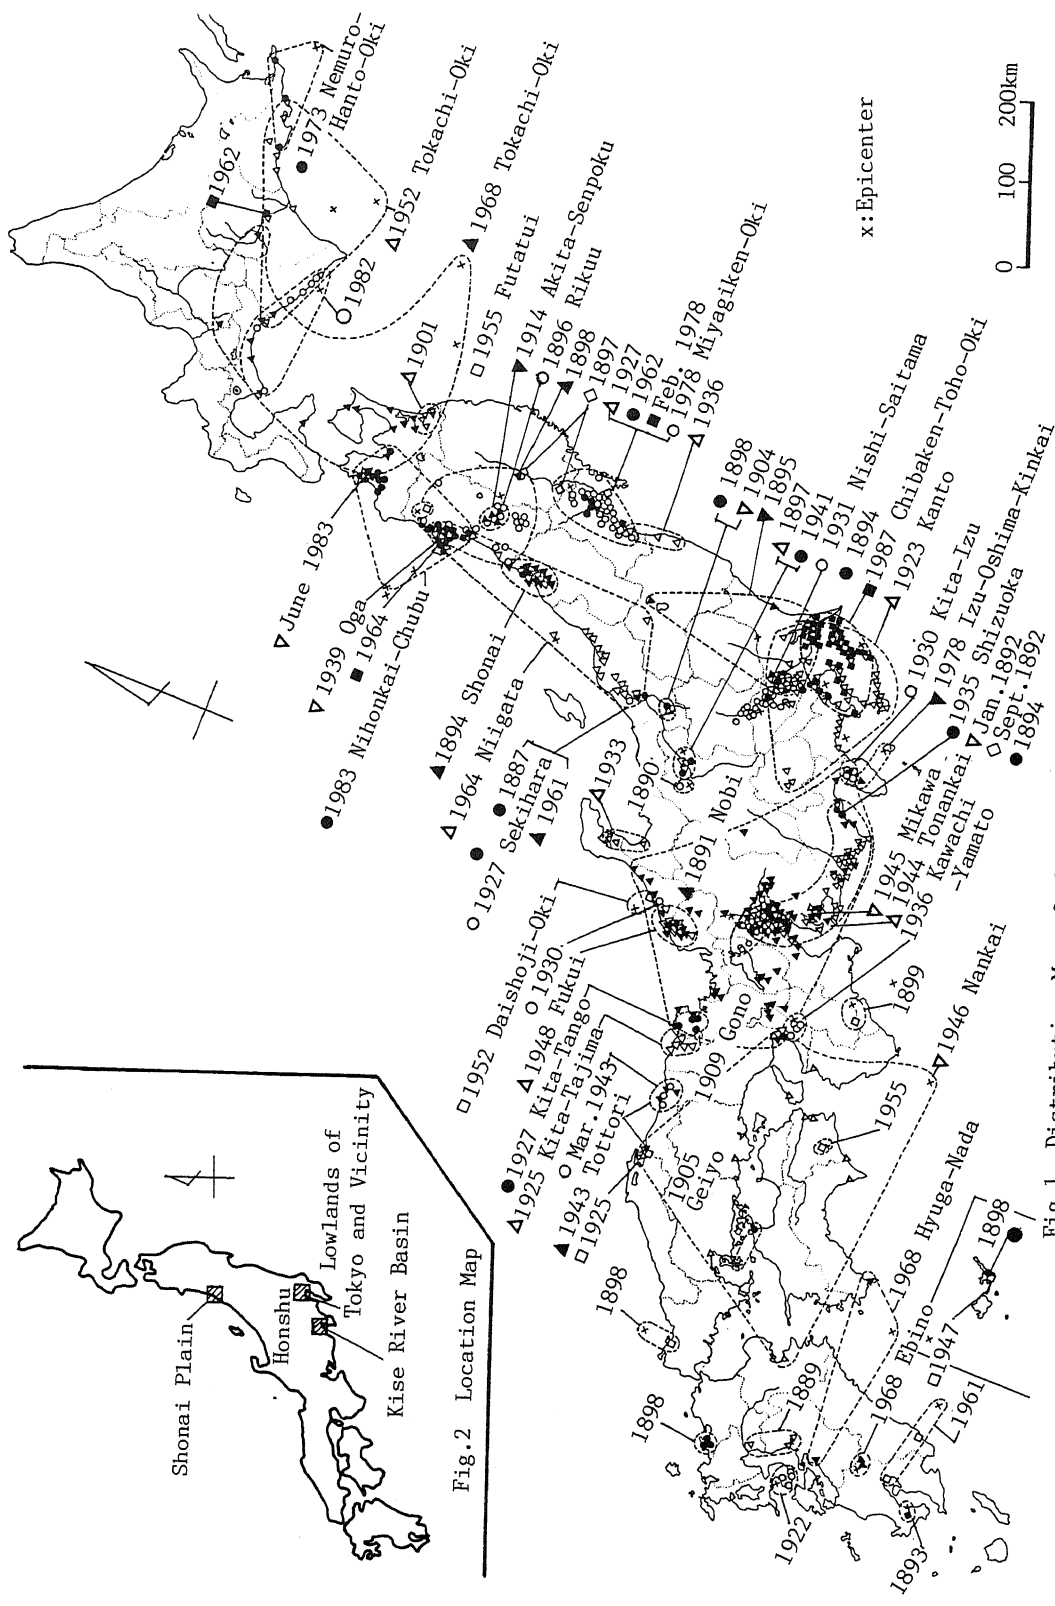 1962
1973 Nemuro-
Hanto-Oki
1952 Tokachi-Oki
1982
1968 Tokachi-Oki
1901
1955 Futatui
1914 Akita-Senpoku
1896 Rikuu
1898
1897
1927
1962
Feb. 1978
1978 Miyagiken-Oki
1936
x:Epicenter
0 100 200km
June 1983
1939 Oga
1964
1983 Nihonkai-Chubu
1894 Shonai
1964 Niigata
1887
1927 Sekihara
1961
1933
1890
1898
1904
1895
1897
1941
1931 Nishi-Saitama
1894
1987 Chibaken-Toho-Oki
1923 Kanto
1930 Kita-Izu
1978 Izu-Oshima-Kinkai
1935 Shizuoka
Jan.1892
Sept.1892
1894
1891 Nobi
1945 Mikawa
1944 Tonankai
1936 Kawachi
-Yamato
1952 Daishoji-Oki
1930
1948 Fukui
1927 Kita-Tango
1925 Kita-Tajima
Mar.1943
1943 Tottori
1925
1909 Gono
1899
1946 Nankai
1905
Geiyo
1955
1898
1898
1889
1922
1893
1968 Hyuga-Nada
1968 Ebino
1947
1961
1898
Shonai Plain
Honshu
Lowlands of
Tokyo and Vicinity
Kise River Basin
Fig.2 Location Map